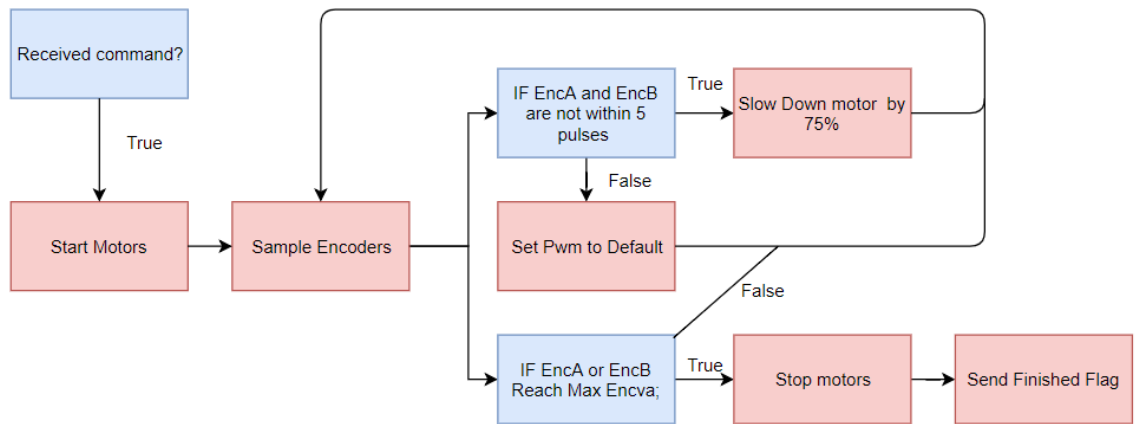 Received command?
True
Start Motors
Sample Encoders
IF EncA and EncB
are not within 5
pulses
True
Slow Down motor by
75%
False
Set Pwm to Default
False
IF EncA or EncB
Reach Max Encva;
True
Stop motors
Send Finished Flag